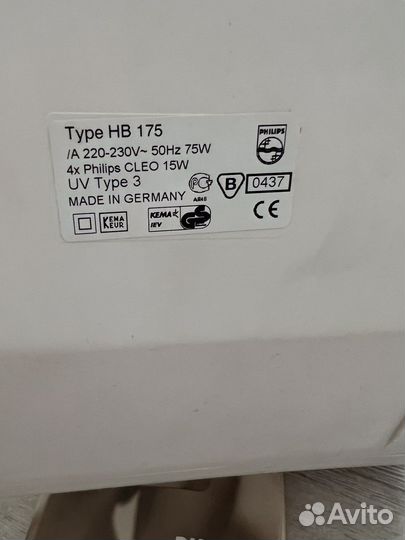 Type HB 175
PHILIPS
/A 220-230V~ 50Hz 75W
4x Philips CLEO 15W
UV Type 3
B 0437
MADE IN GERMANY
KEMA KEUR
KEMA IEV
CE
Avito